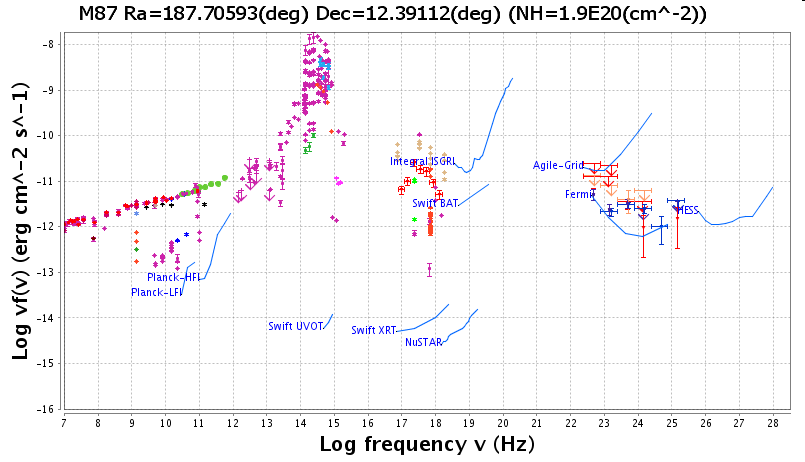 M87 Ra=187.70593(deg) Dec=12.39112(deg) (NH=1.9E20(cm^-2))
Log νf(ν) (erg cm^-2 s^-1)
-8
-9
-10
-11
-12
-13
-14
-15
-16
Integral ISGRI
Agile-Grid
Swift BAT
Fermi
HESS
Planck-HFI
Planck-LFI
Swift UVOT
Swift XRT
NuSTAR
7 8 9 10 11 12 13 14 15 16 17 18 19 20 21 22 23 24 25 26 27 28
Log frequency ν (Hz)